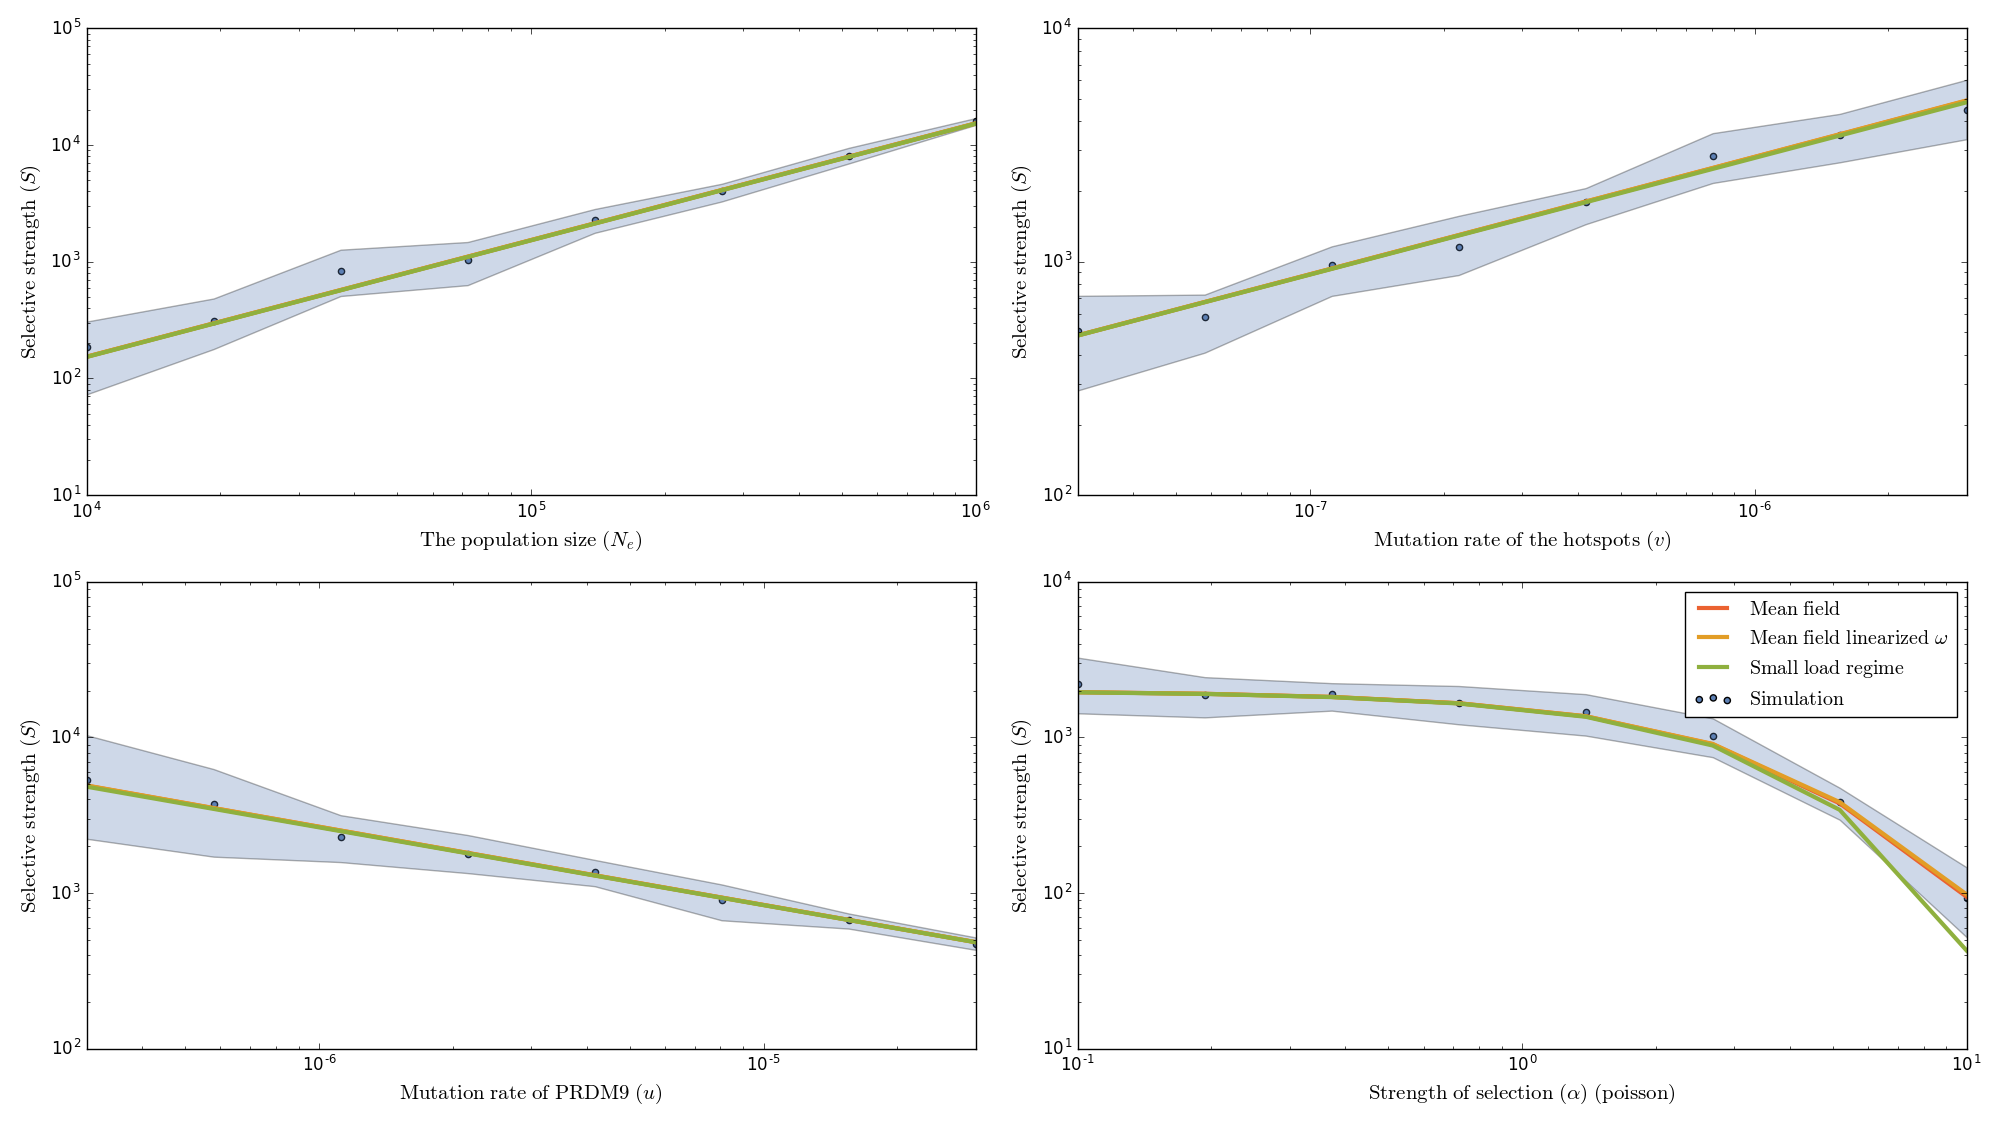 10^5
10^4
10^3
10^2
10^1
Selective strength (S)
10^4 10^5 10^6
The population size (N_e)
10^4
10^3
10^2
Selective strength (S)
10^-7 10^-6
Mutation rate of the hotspots (v)
10^5
10^4
10^3
10^2
Selective strength (S)
10^-6 10^-5
Mutation rate of PRDM9 (u)
10^4
10^3
10^2
10^1
Selective strength (S)
10^-1 10^0 10^1
Strength of selection (α) (poisson)
Mean field
Mean field linearized ω
Small load regime
Simulation